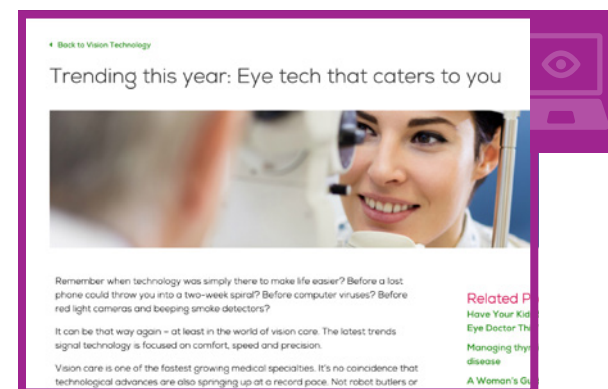 Back to Vision Technology
Trending this year: Eye tech that caters to you
Remember when technology was simply there to make life easier? Before a lost
phone could throw you into a two-week spiral? Before computer viruses? Before
red light cameras and beeping smoke detectors?
It can be that way again – at least in the world of vision care. The latest trends
signal technology is focused on comfort, speed and precision.
Vision care is one of the fastest growing medical specialties. It's no coincidence that
technological advances are also springing up at a record pace. Not robot butlers or
Related
Have Your
Eye Doctor
Managing
disease
A Woman's